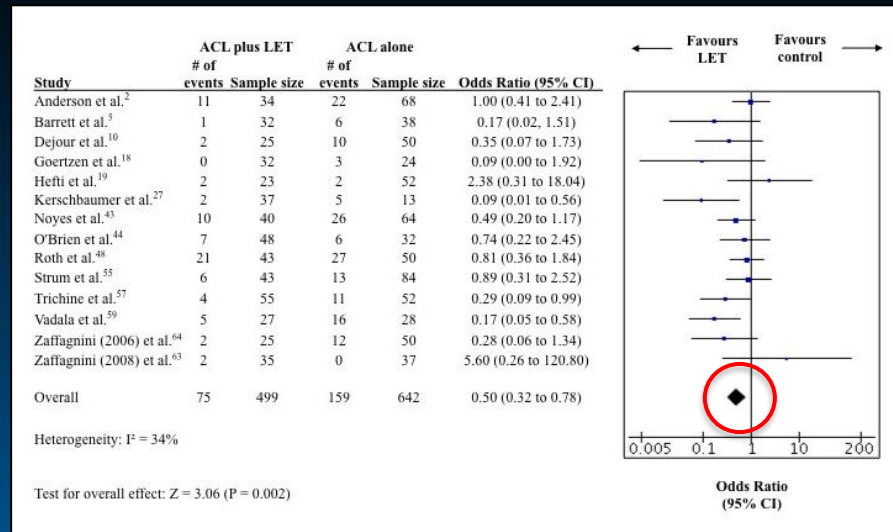 ACL plus LET ACL alone
# of # of
Study events Sample size events Sample size Odds Ratio (95% CI)
Anderson et al.² 11 34 22 68 1.00 (0.41 to 2.41)
Barrett et al.⁵ 1 32 6 38 0.17 (0.02, 1.51)
Dejour et al.¹⁰ 2 25 10 50 0.35 (0.07 to 1.73)
Goertzen et al.¹⁸ 0 32 3 24 0.09 (0.00 to 1.92)
Hefti et al.¹⁹ 2 23 2 52 2.38 (0.31 to 18.04)
Kerschbaumer et al.²⁷ 2 37 5 13 0.09 (0.01 to 0.56)
Noyes et al.⁴³ 10 40 26 64 0.49 (0.20 to 1.17)
O'Brien et al.⁴⁴ 7 48 6 32 0.74 (0.22 to 2.45)
Roth et al.⁴⁸ 21 43 27 50 0.81 (0.36 to 1.84)
Strum et al.⁵⁵ 6 43 13 84 0.89 (0.31 to 2.52)
Trichine et al.⁵⁷ 4 55 11 52 0.29 (0.09 to 0.99)
Vadala et al.⁵⁹ 5 27 16 28 0.17 (0.05 to 0.58)
Zaffagnini (2006) et al.⁶⁴ 2 25 12 50 0.28 (0.06 to 1.34)
Zaffagnini (2008) et al.⁶³ 2 35 0 37 5.60 (0.26 to 120.80)
Overall 75 499 159 642 0.50 (0.32 to 0.78)
Heterogeneity: I² = 34%
Test for overall effect: Z = 3.06 (P = 0.002)
Favours Favours
LET control
0.005 0.1 1 10 200
Odds Ratio
(95% CI)